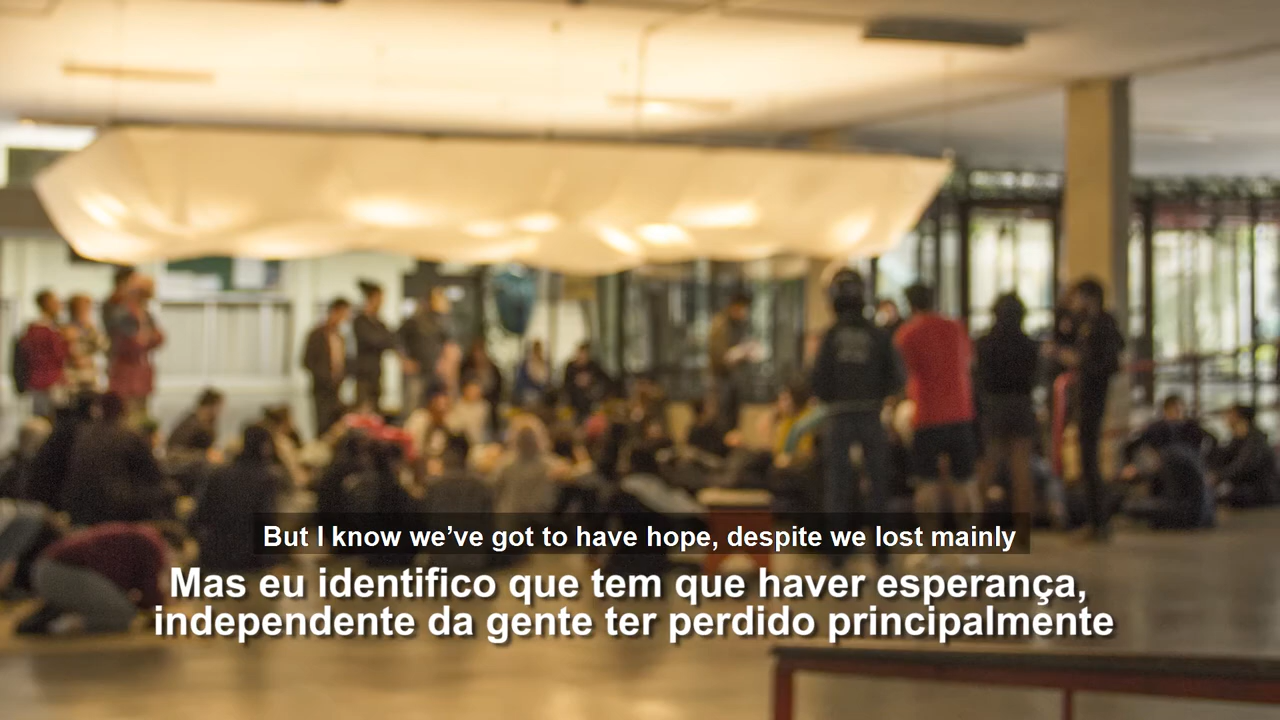 But I know we’ve got to have hope, despite we lost mainly
Mas eu identifico que tem que haver esperança,
independente da gente ter perdido principalmente